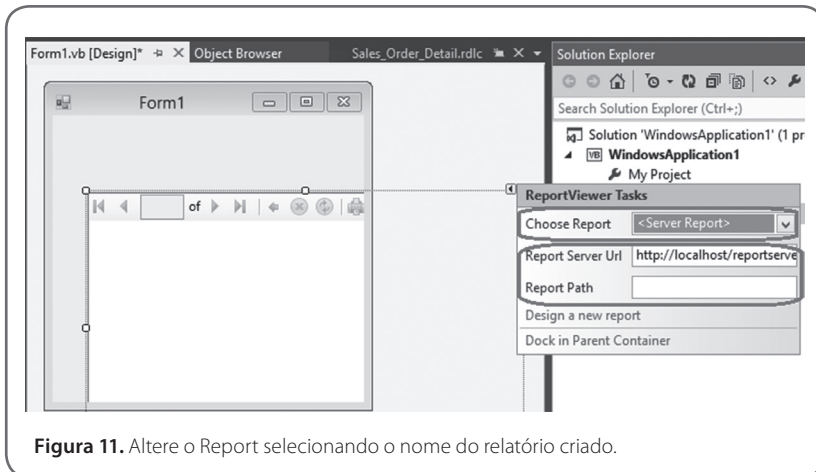 Form1.vb [Design]* Object Browser Sales_Order_Detail.rdlc Solution Explorer
Search Solution Explorer (Ctrl+;)
Form1
Solution 'WindowsApplication1' (1 pr
VB WindowsApplication1
My Project
of
ReportViewer Tasks
Choose Report <Server Report>
Report Server Url http://localhost/reportserve
Report Path
Design a new report
Dock in Parent Container
Figura 11. Altere o Report selecionando o nome do relatório criado.